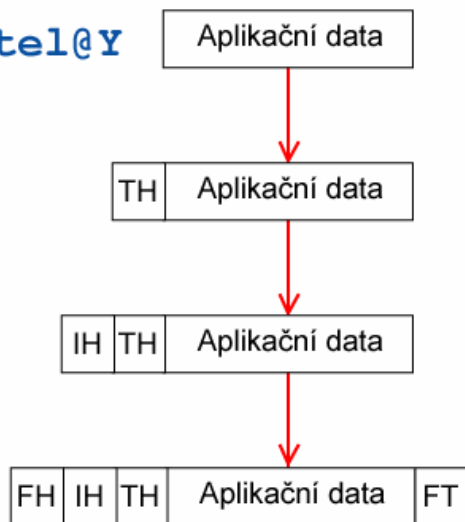 tel@Y
Aplikační data
TH Aplikační data
IH TH Aplikační data
FH IH TH Aplikační data FT